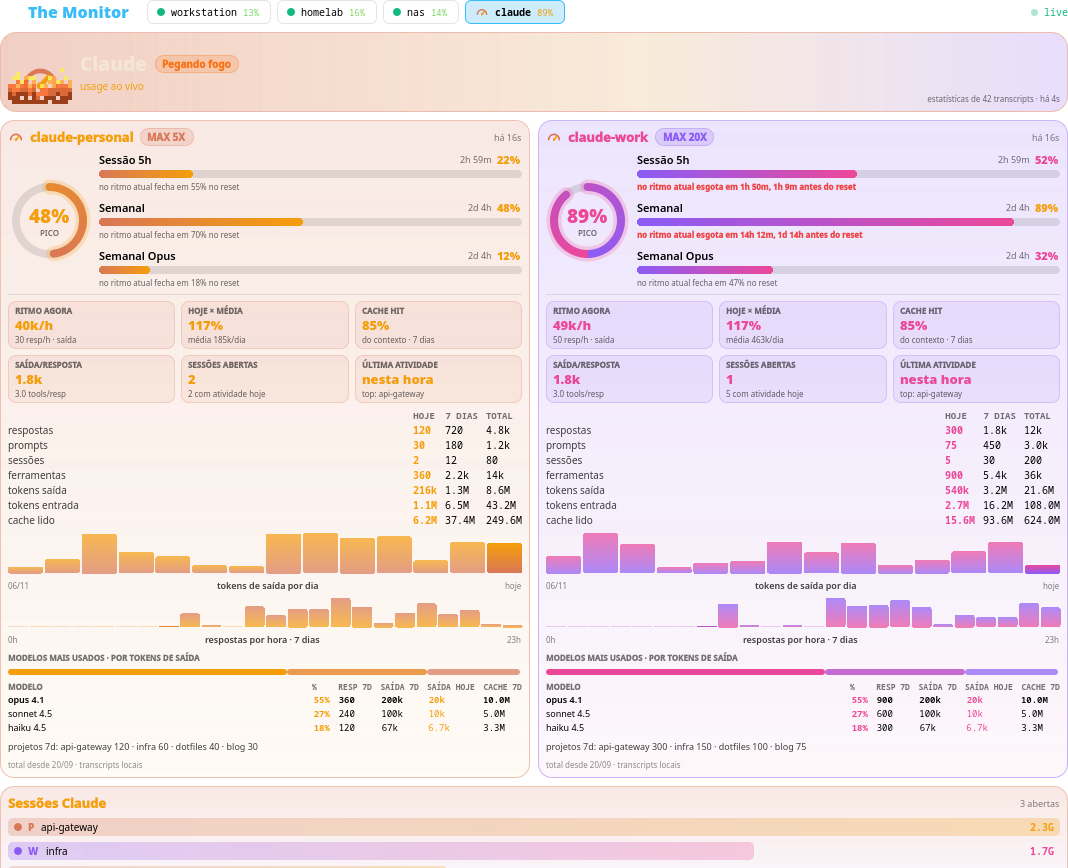 The Monitor
workstation 13%
homelab 16%
nas 14%
claude 89%
live
Claude Pegando fogo
usage ao vivo
estatísticas de 42 transcripts · há 4s
claude-personal MAX 5X há 16s
Sessão 5h 2h 59m 22%
no ritmo atual fecha em 55% no reset
Semanal 2d 4h 48%
no ritmo atual fecha em 70% no reset
Semanal Opus 2d 4h 12%
no ritmo atual fecha em 18% no reset
48%
PICO
RITMO AGORA
40k/h
30 resp/h · saída
HOJE × MÉDIA
117%
média 185k/dia
CACHE HIT
85%
do contexto · 7 dias
SAÍDA/RESPOSTA
1.8k
3.0 tools/resp
SESSÕES ABERTAS
2
2 com atividade hoje
ÚLTIMA ATIVIDADE
nesta hora
top: api-gateway
HOJE 7 DIAS TOTAL
respostas 120 720 4.8k
prompts 30 180 1.2k
sessões 2 12 80
ferramentas 360 2.2k 14k
tokens saída 216k 1.3M 8.6M
tokens entrada 1.1M 6.5M 43.2M
cache lido 6.2M 37.4M 249.6M
06/11 tokens de saída por dia hoje
0h respostas por hora · 7 dias 23h
MODELOS MAIS USADOS · POR TOKENS DE SAÍDA
MODELO % RESP 7D SAÍDA 7D SAÍDA HOJE CACHE 7D
opus 4.1 55% 360 200k 20k 10.0M
sonnet 4.5 27% 240 100k 10k 5.0M
haiku 4.5 18% 120 67k 6.7k 3.3M
projetos 7d: api-gateway 120 · infra 60 · dotfiles 40 · blog 30
total desde 20/09 · transcripts locais
claude-work MAX 20X há 16s
Sessão 5h 2h 59m 52%
no ritmo atual esgota em 1h 50m, 1h 9m antes do reset
Semanal 2d 4h 89%
no ritmo atual esgota em 14h 12m, 1d 14h antes do reset
Semanal Opus 2d 4h 32%
no ritmo atual fecha em 47% no reset
89%
PICO
RITMO AGORA
49k/h
50 resp/h · saída
HOJE × MÉDIA
117%
média 463k/dia
CACHE HIT
85%
do contexto · 7 dias
SAÍDA/RESPOSTA
1.8k
3.0 tools/resp
SESSÕES ABERTAS
1
5 com atividade hoje
ÚLTIMA ATIVIDADE
nesta hora
top: api-gateway
HOJE 7 DIAS TOTAL
respostas 300 1.8k 12k
prompts 75 450 3.0k
sessões 5 30 200
ferramentas 900 5.4k 36k
tokens saída 540k 3.2M 21.6M
tokens entrada 2.7M 16.2M 108.0M
cache lido 15.6M 93.6M 624.0M
06/11 tokens de saída por dia hoje
0h respostas por hora · 7 dias 23h
MODELOS MAIS USADOS · POR TOKENS DE SAÍDA
MODELO % RESP 7D SAÍDA 7D SAÍDA HOJE CACHE 7D
opus 4.1 55% 900 200k 20k 10.0M
sonnet 4.5 27% 600 100k 10k 5.0M
haiku 4.5 18% 300 67k 6.7k 3.3M
projetos 7d: api-gateway 300 · infra 150 · dotfiles 100 · blog 75
total desde 20/09 · transcripts locais
Sessões Claude 3 abertas
P api-gateway 2.3G
W infra 1.7G